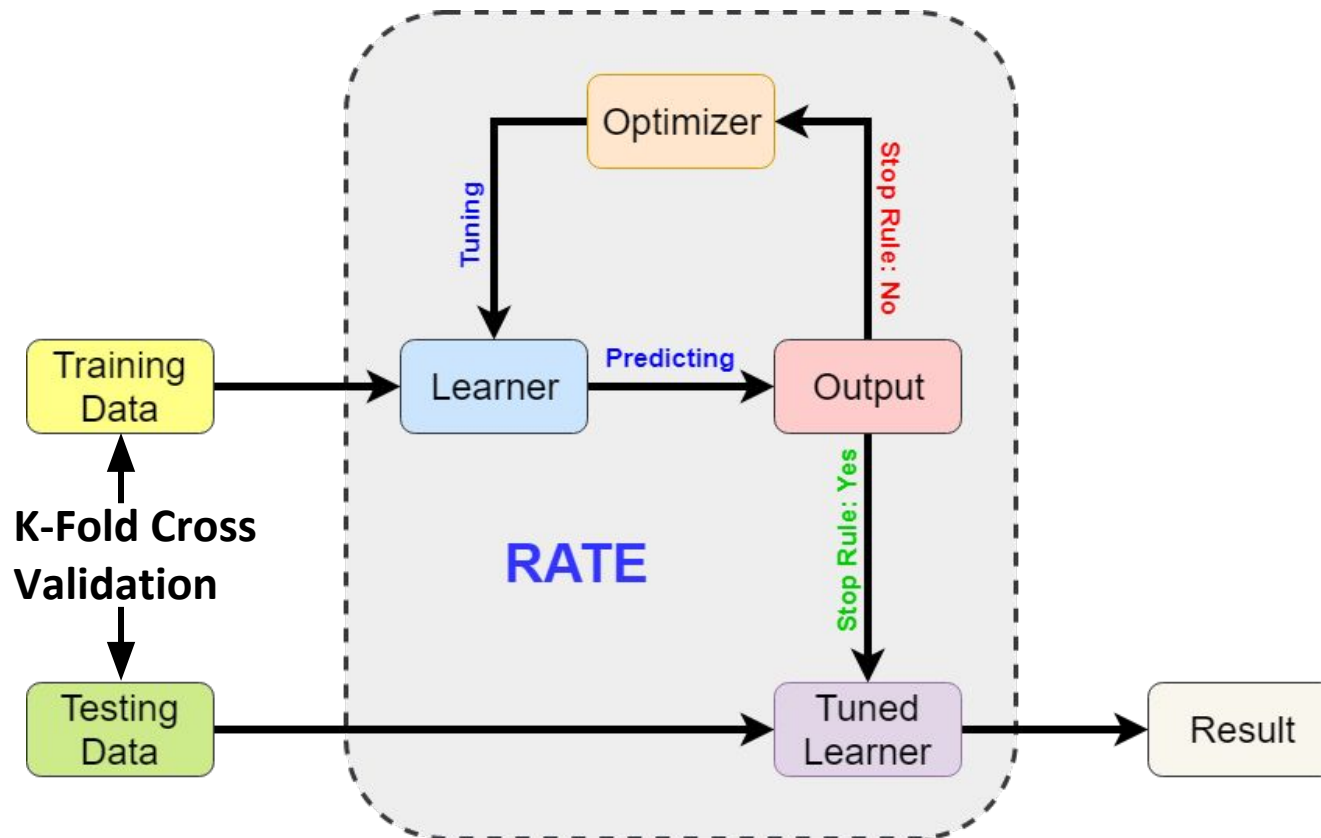 Optimizer
Tuning
Stop Rule: No
Training
Data
Learner
Predicting
Output
K-Fold Cross
Validation
RATE
Stop Rule: Yes
Testing
Data
Tuned
Learner
Result